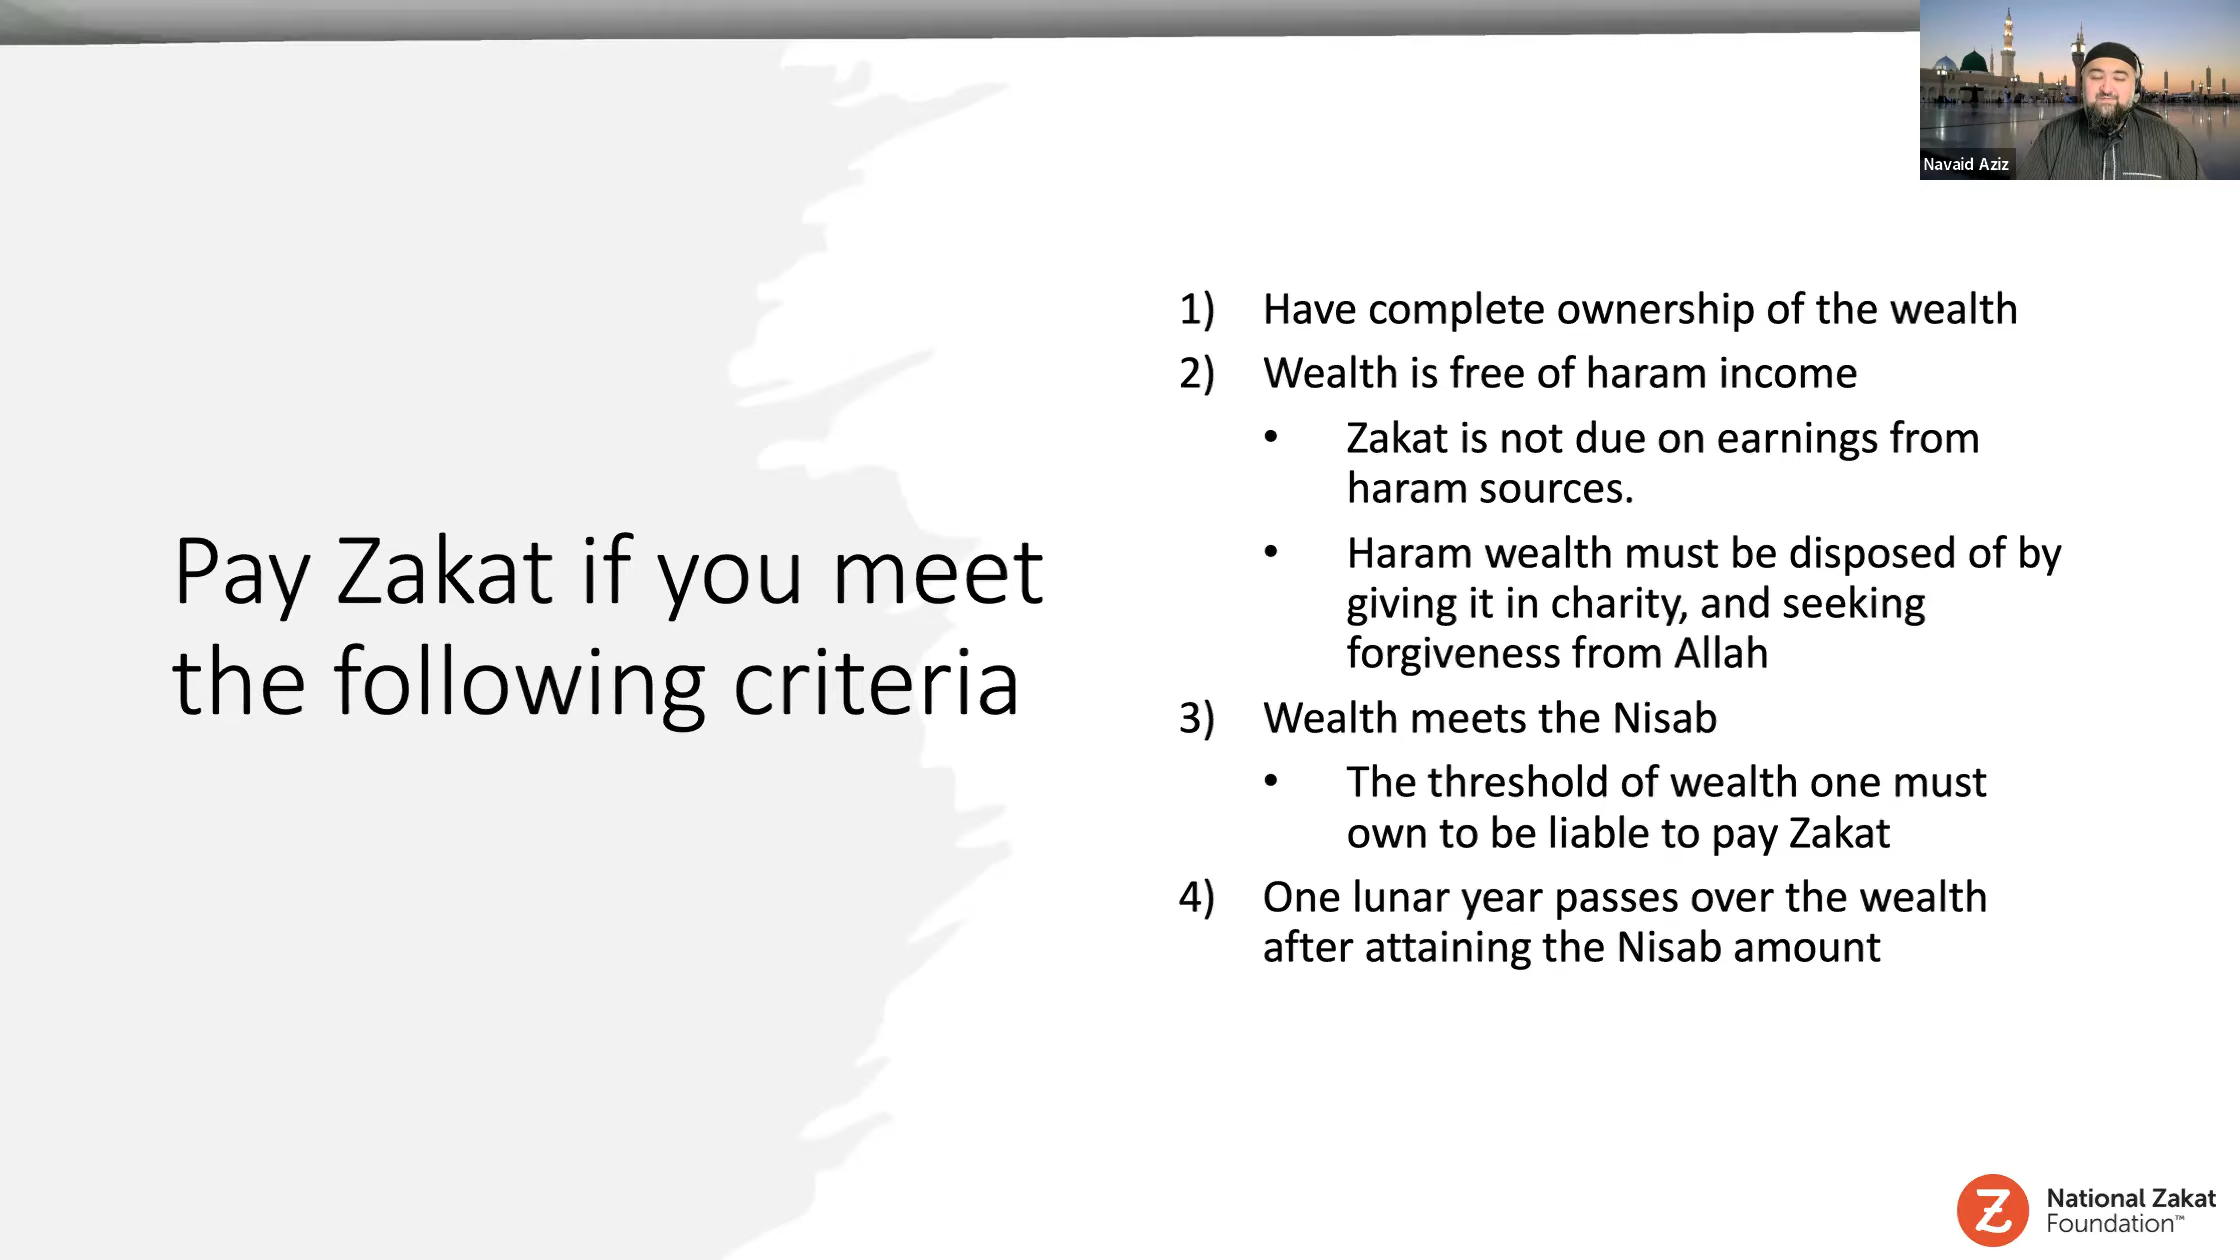 Navaid Aziz
Pay Zakat if you meet
the following criteria
1) Have complete ownership of the wealth
2) Wealth is free of haram income
• Zakat is not due on earnings from
haram sources.
• Haram wealth must be disposed of by
giving it in charity, and seeking
forgiveness from Allah
3) Wealth meets the Nisab
• The threshold of wealth one must
own to be liable to pay Zakat
4) One lunar year passes over the wealth
after attaining the Nisab amount
Z
National Zakat
Foundation™